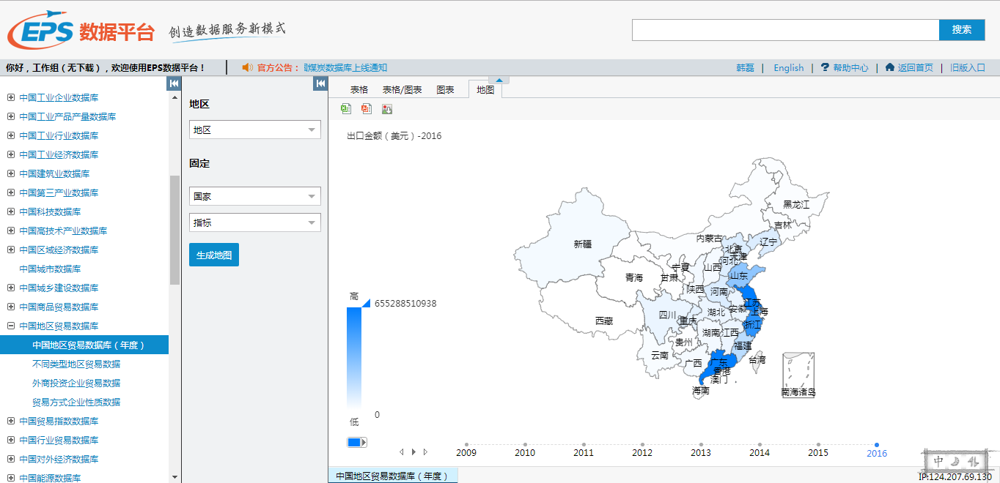 EPS 数据平台 创造数据服务新模式
搜索
你好，工作组（无下载），欢迎使用EPS数据平台！
官方公告： 煤炭数据库上线通知
韩磊 | English | ? 帮助中心 | 返回首页 | 旧版入口
中国工业企业数据库
中国工业产品产量数据库
中国工业行业数据库
中国工业经济数据库
中国建筑业数据库
中国第三产业数据库
中国科技数据库
中国高技术产业数据库
中国区域经济数据库
中国城市数据库
中国城乡建设数据库
中国商品贸易数据库
中国地区贸易数据库
中国地区贸易数据库（年度）
不同类型地区贸易数据
外商投资企业贸易数据
贸易方式企业性质数据
中国贸易指数数据库
中国行业贸易数据库
中国对外经济数据库
中国能源数据库
地区
地区
固定
国家
指标
生成地图
表格 表格/图表 图表 地图
出口金额（美元）-2016
黑龙江
吉林
内蒙古
辽宁
新疆
北京
天津
河北
宁夏
山西
青海
甘肃
山东
陕西
河南
江苏
安徽
上海
四川
湖北
重庆
西藏
浙江
湖南
江西
贵州
福建
云南
台湾
广西
广东
香港
澳门
海南
南海诸岛
高
655288510938
0
低
2009 2010 2011 2012 2013 2014 2015 2016
中国地区贸易数据库（年度）
IP:124.207.69.130